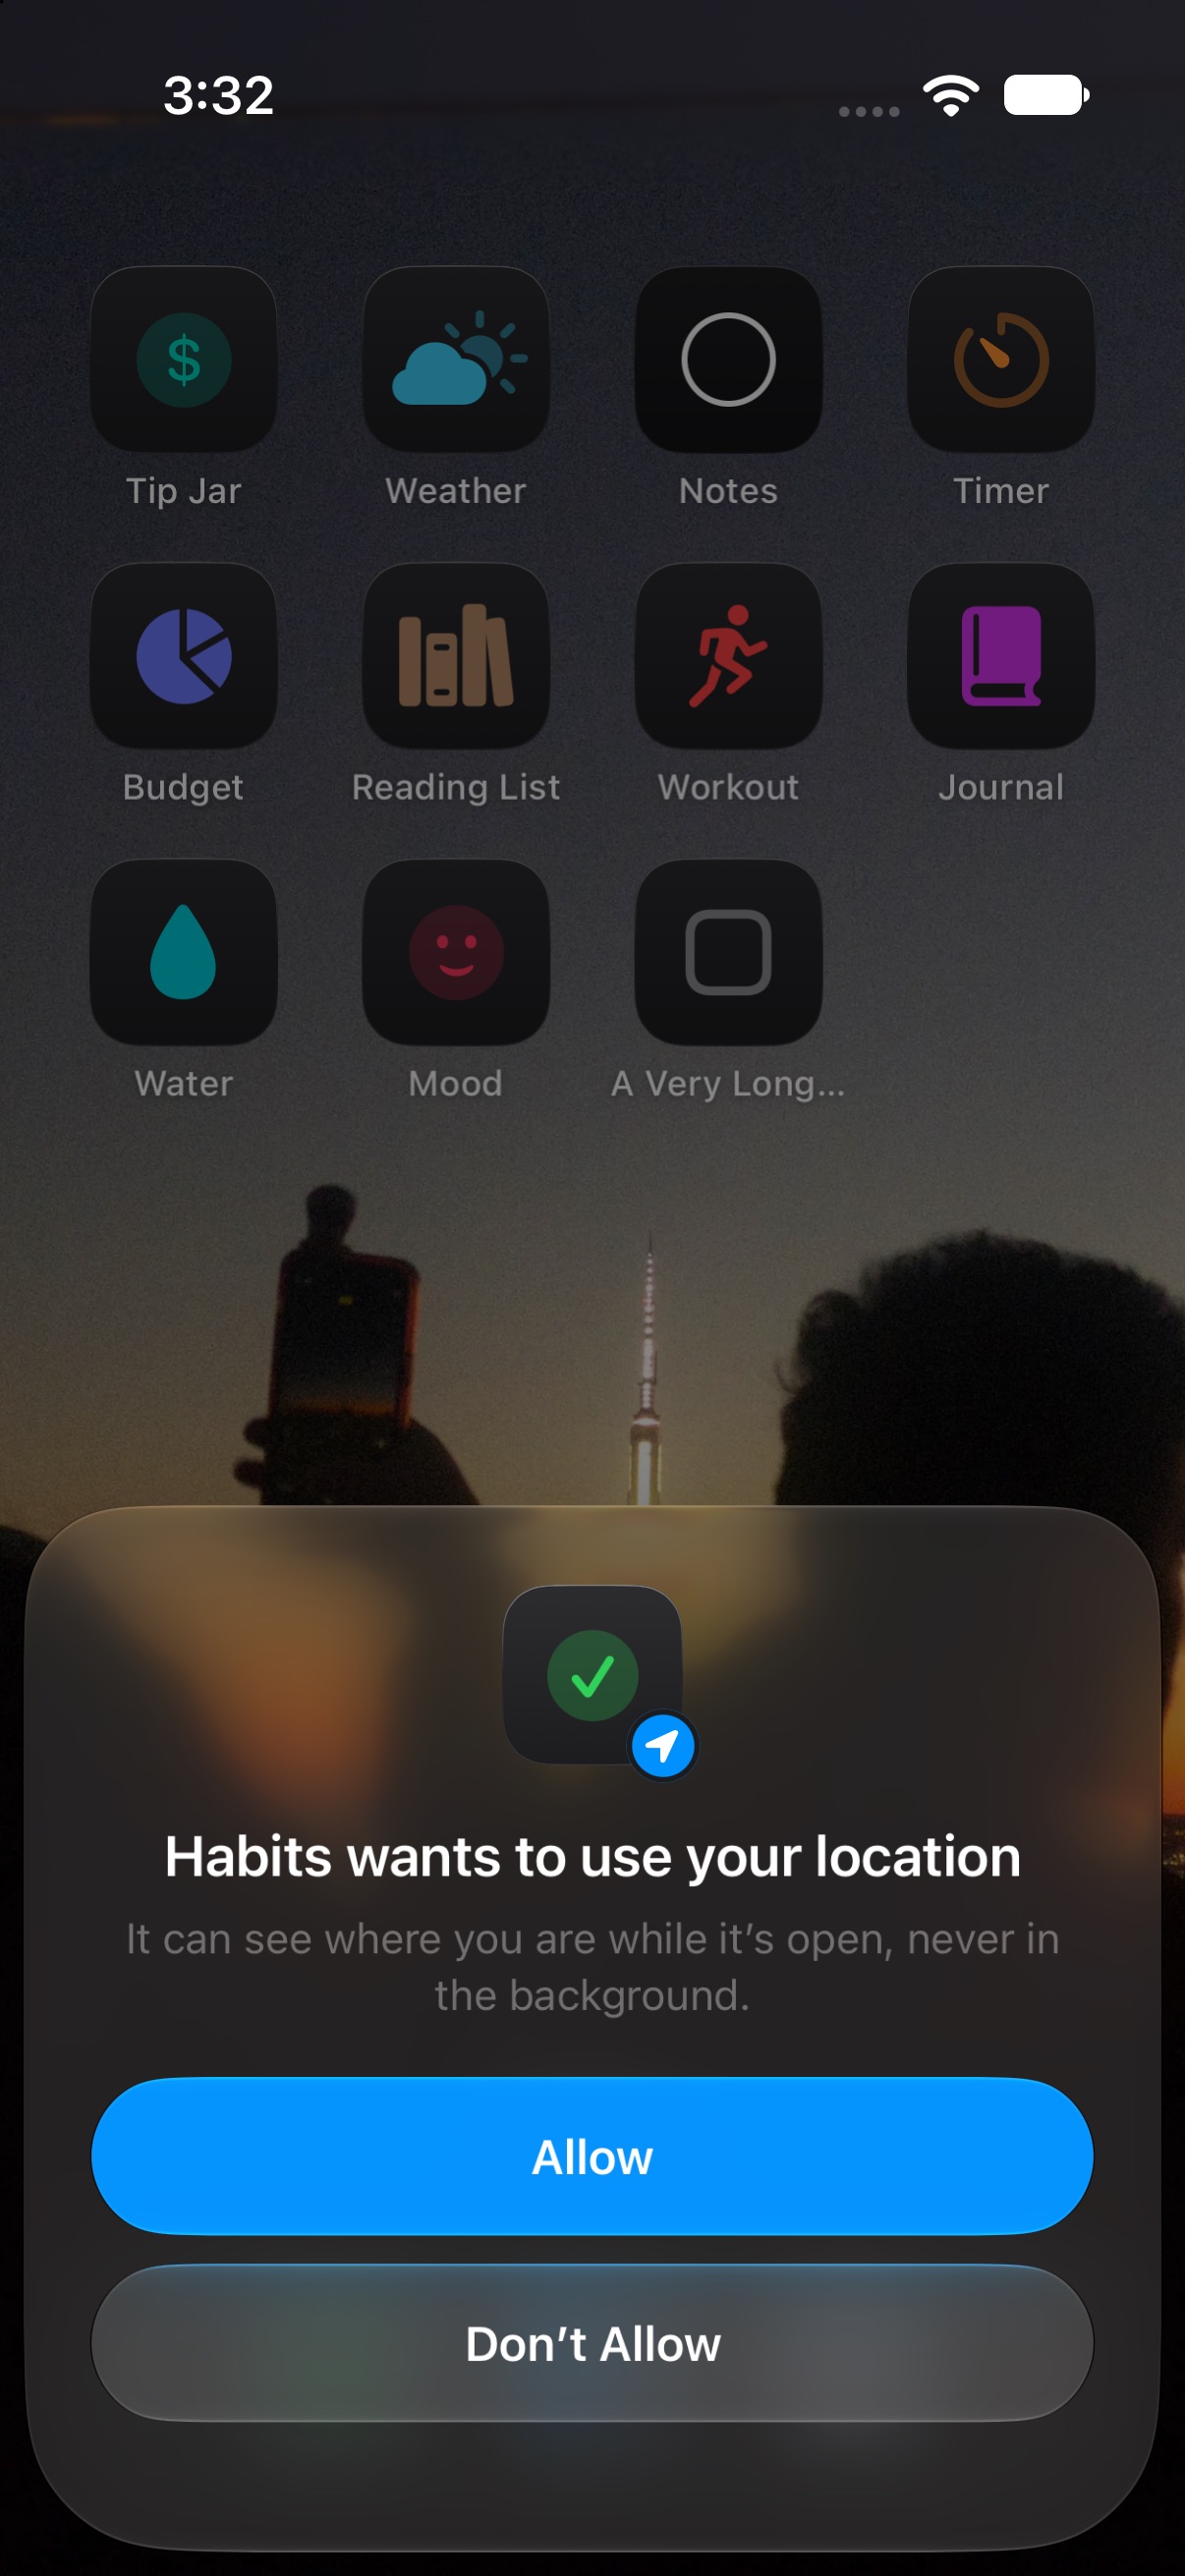 3:32
Tip Jar
Weather
Notes
Timer
Budget
Reading List
Workout
Journal
Water
Mood
A Very Long...
Habits wants to use your location
It can see where you are while it’s open, never in
the background.
Allow
Don’t Allow